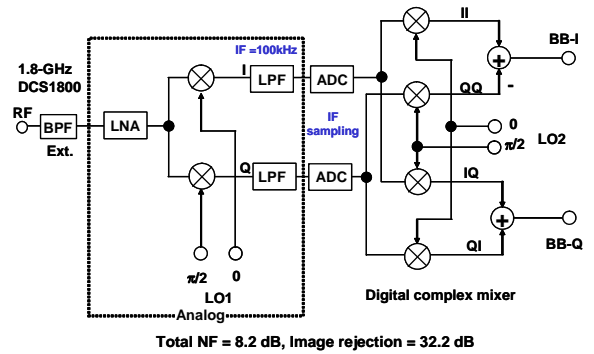 IF =100kHz
II
BB-I
1.8-GHz
DCS1800
I
LPF
ADC
+
-
RF
QQ
BPF
LNA
IF
sampling
0
π/2
LO2
Ext.
Q
LPF
ADC
IQ
+
BB-Q
QI
π/2
0
LO1
Analog
Digital complex mixer
Total NF = 8.2 dB, Image rejection = 32.2 dB